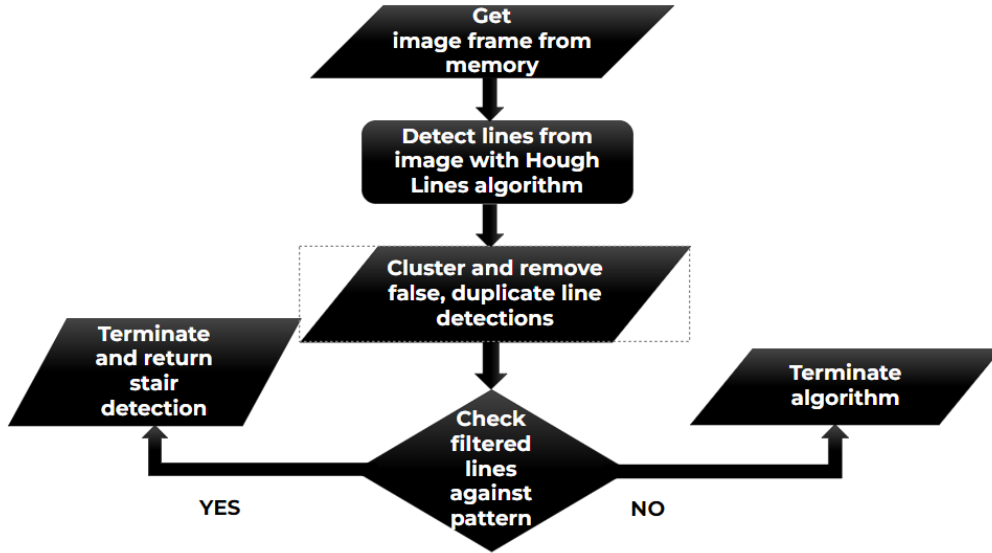 Get
image frame from
memory
Detect lines from
image with Hough
Lines algorithm
Cluster and remove
false, duplicate line
detections
Terminate
and return
stair
detection
Terminate
algorithm
Check
filtered
lines
against
pattern
YES
NO